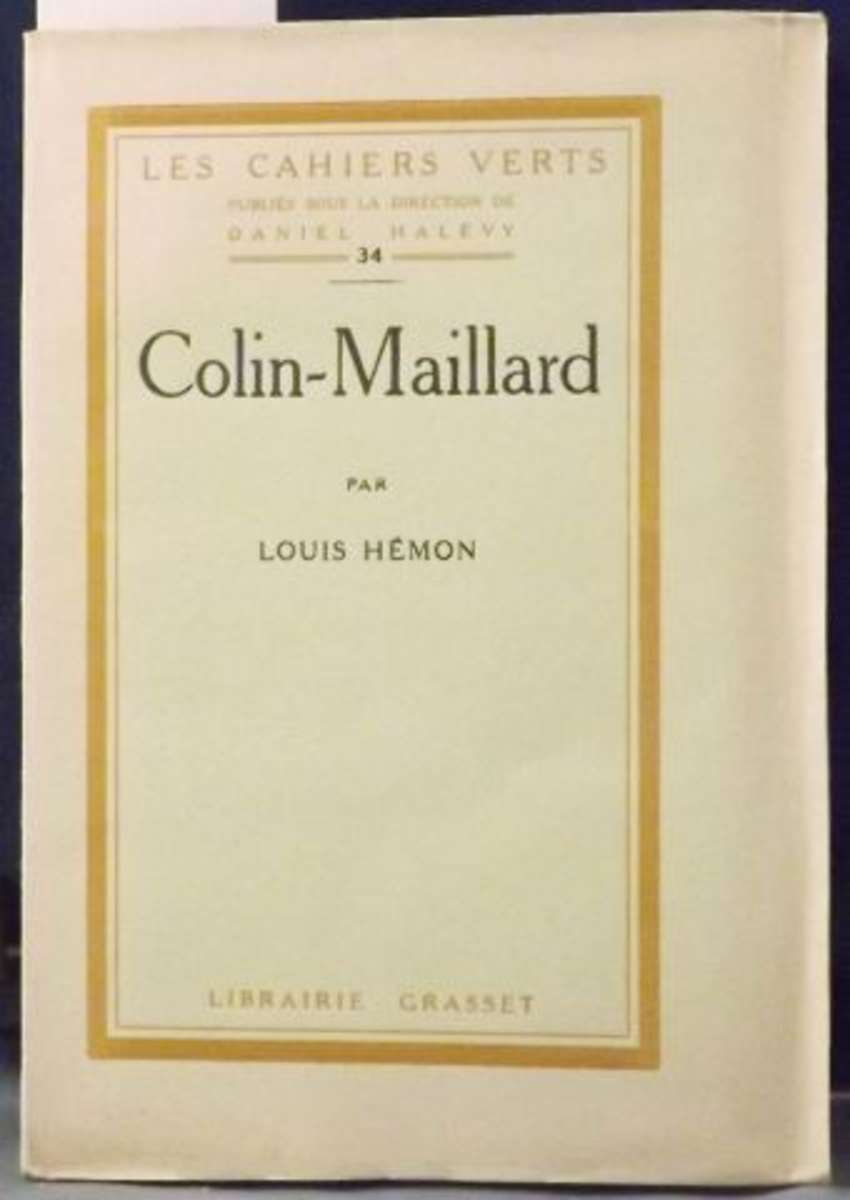 LES CAHIERS VERTS
PUBLIÉS SOUS LA DIRECTION DE
DANIEL HALÉVY
34
Colin-Maillard
PAR
LOUIS HÉMON
LIBRAIRIE GRASSET